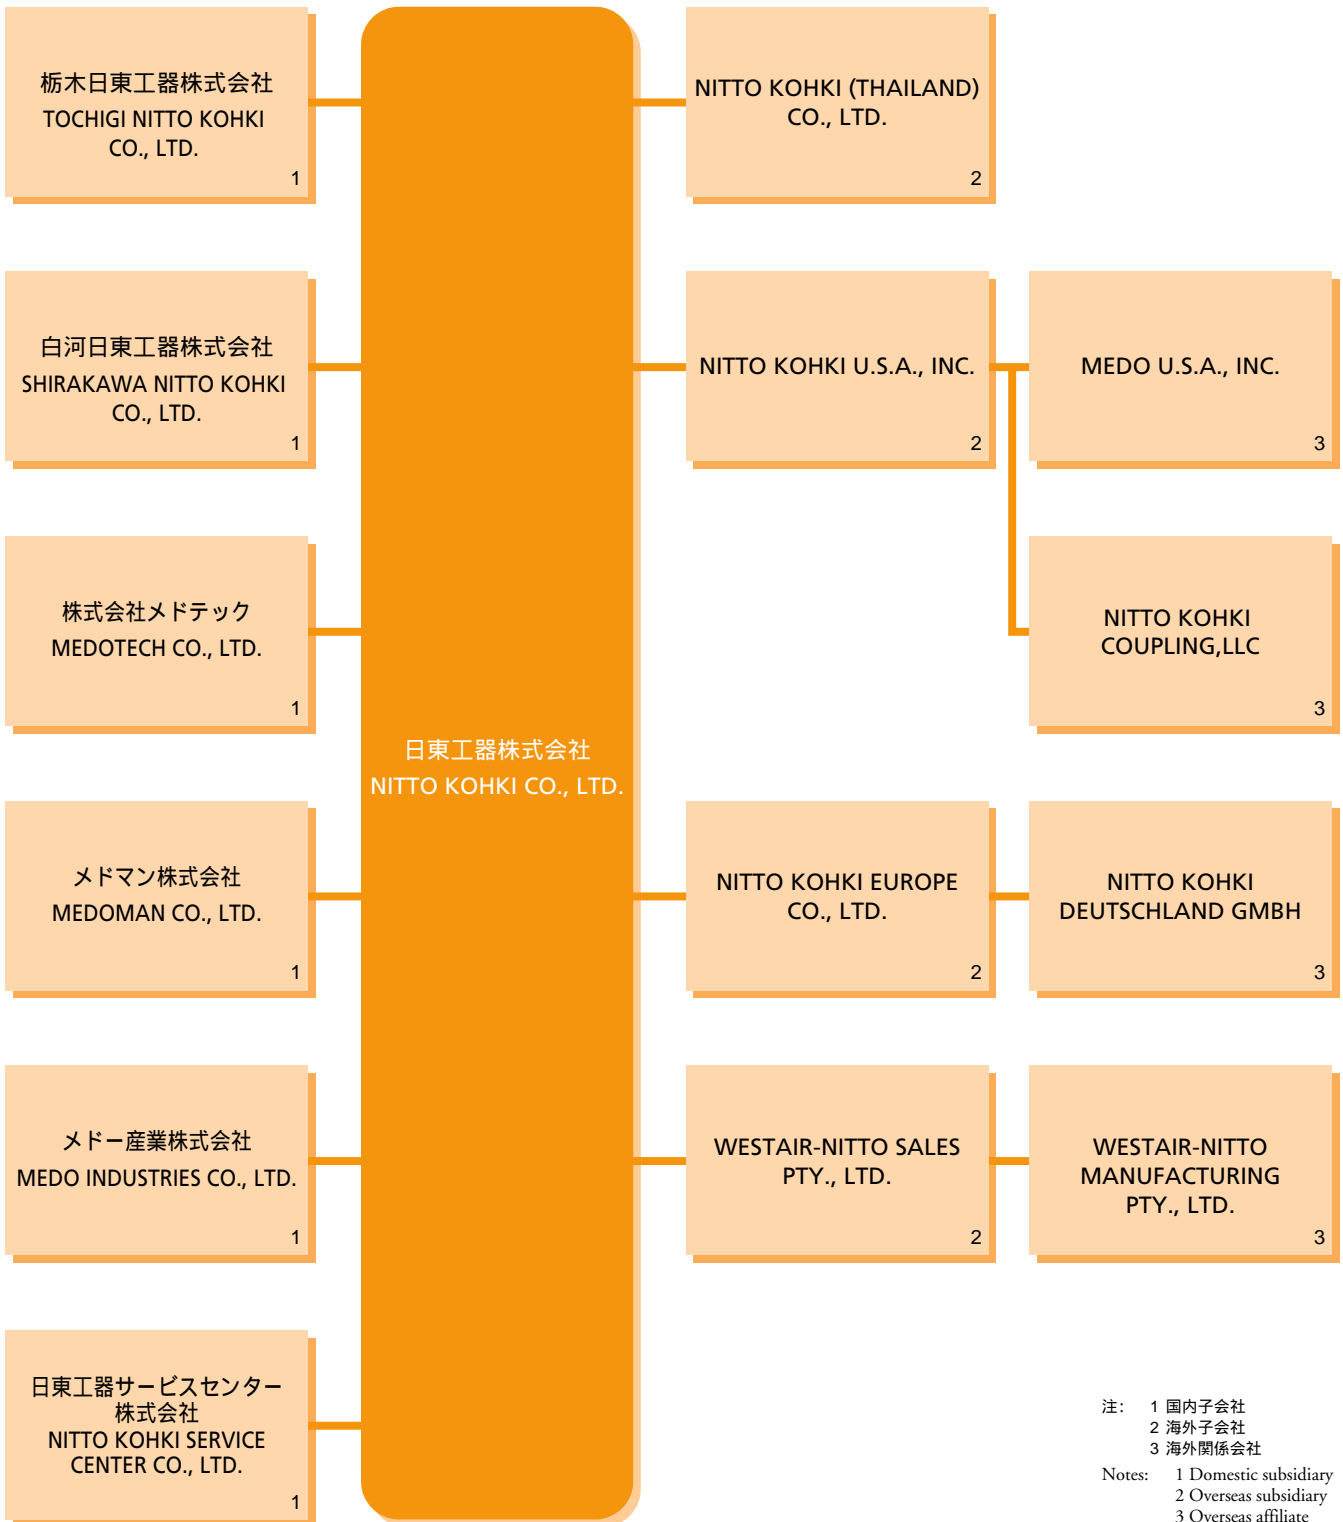 栃木日東工器株式会社
TOCHIGI NITTO KOHKI
CO., LTD.
1
白河日東工器株式会社
SHIRAKAWA NITTO KOHKI
CO., LTD.
1
株式会社メドテック
MEDOTECH CO., LTD.
1
メドマン株式会社
MEDOMAN CO., LTD.
1
メドー産業株式会社
MEDO INDUSTRIES CO., LTD.
1
日東工器サービスセンター
株式会社
NITTO KOHKI SERVICE
CENTER CO., LTD.
1
日東工器株式会社
NITTO KOHKI CO., LTD.
NITTO KOHKI (THAILAND)
CO., LTD.
2
NITTO KOHKI U.S.A., INC.
2
MEDO U.S.A., INC.
3
NITTO KOHKI
COUPLING,LLC
3
NITTO KOHKI EUROPE
CO., LTD.
2
NITTO KOHKI
DEUTSCHLAND GMBH
3
WESTAIR-NITTO SALES
PTY., LTD.
2
WESTAIR-NITTO
MANUFACTURING
PTY., LTD.
3
注: 1 国内子会社
2 海外子会社
3 海外関係会社
Notes: 1 Domestic subsidiary
2 Overseas subsidiary
3 Overseas affiliate